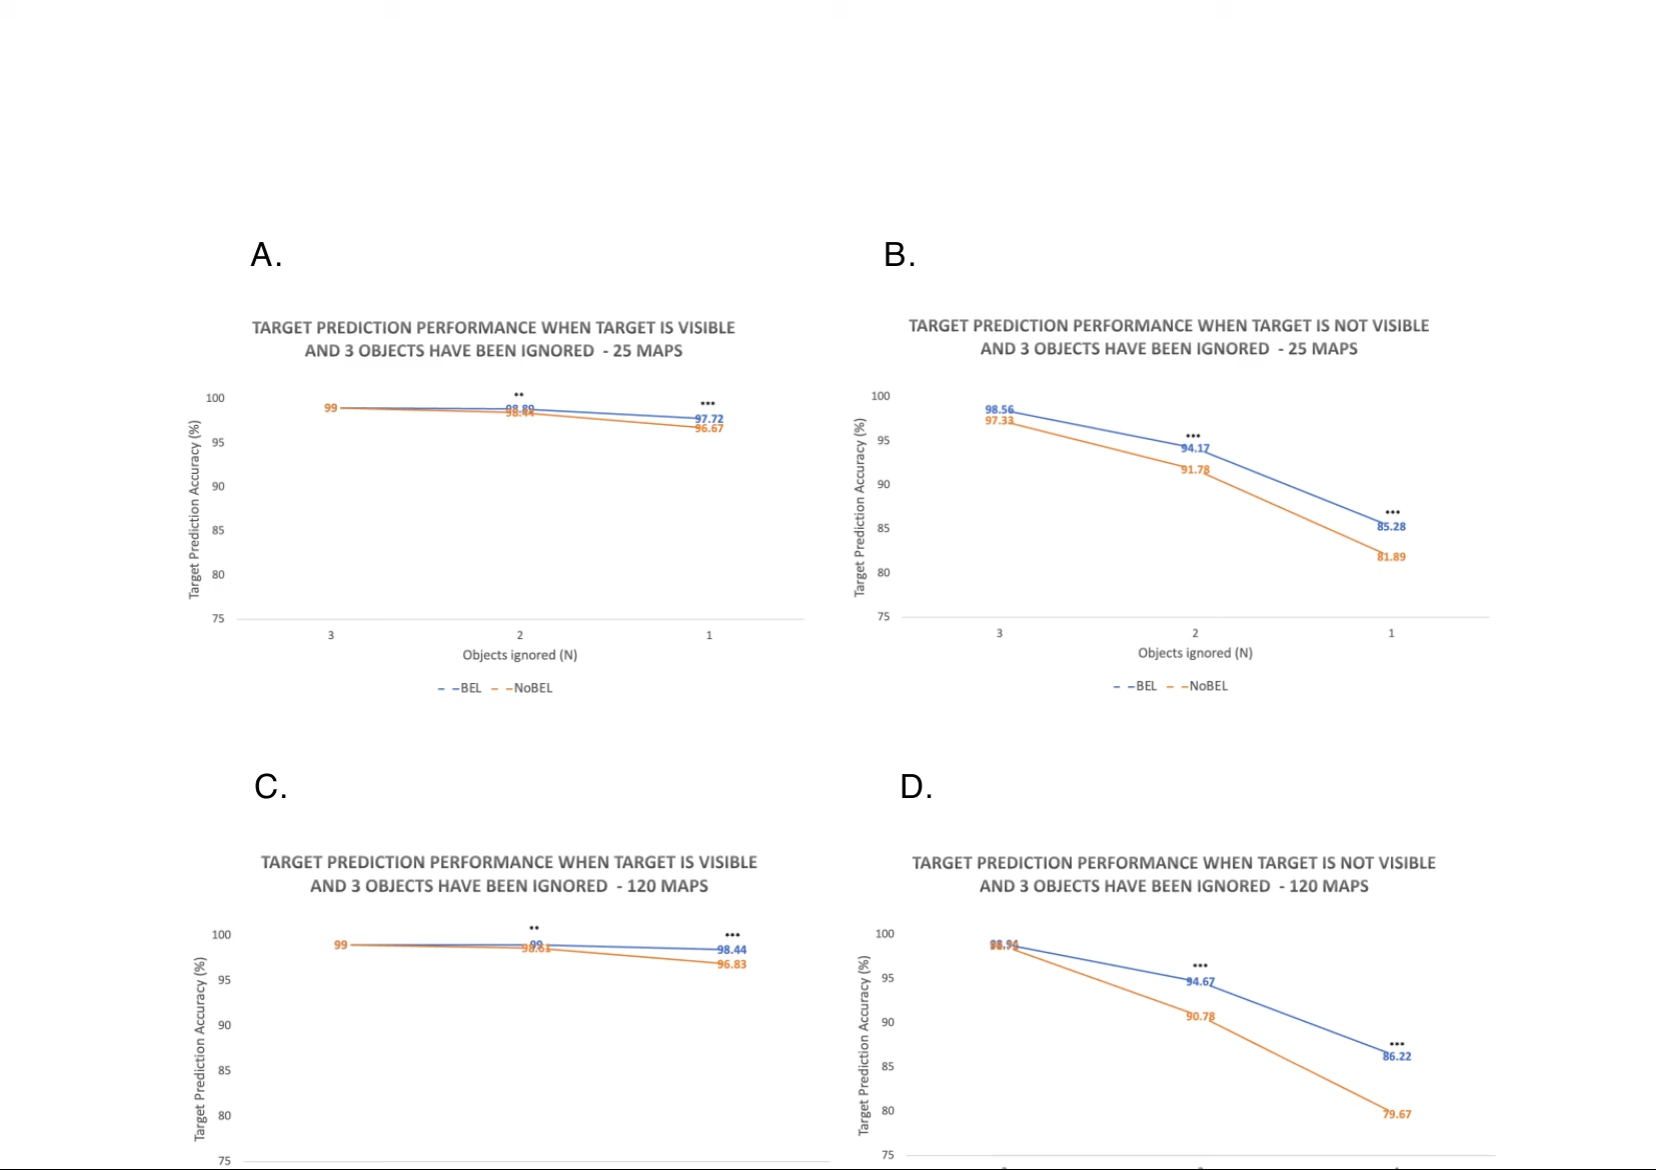 A.
TARGET PREDICTION PERFORMANCE WHEN TARGET IS VISIBLE
AND 3 OBJECTS HAVE BEEN IGNORED - 25 MAPS
Target Prediction Accuracy (%)
100
95
90
85
80
75
99
**
98.89
98.44
***
97.72
96.67
3
2
1
Objects ignored (N)
BEL
NoBEL
B.
TARGET PREDICTION PERFORMANCE WHEN TARGET IS NOT VISIBLE
AND 3 OBJECTS HAVE BEEN IGNORED - 25 MAPS
Target Prediction Accuracy (%)
100
95
90
85
80
75
98.56
97.33
***
94.17
91.78
***
85.28
81.89
3
2
1
Objects ignored (N)
BEL
NoBEL
C.
TARGET PREDICTION PERFORMANCE WHEN TARGET IS VISIBLE
AND 3 OBJECTS HAVE BEEN IGNORED - 120 MAPS
Target Prediction Accuracy (%)
100
95
90
85
80
75
99
**
99
98.61
***
98.44
96.83
D.
TARGET PREDICTION PERFORMANCE WHEN TARGET IS NOT VISIBLE
AND 3 OBJECTS HAVE BEEN IGNORED - 120 MAPS
Target Prediction Accuracy (%)
100
95
90
85
80
75
***
94.67
90.78
***
86.22
79.67